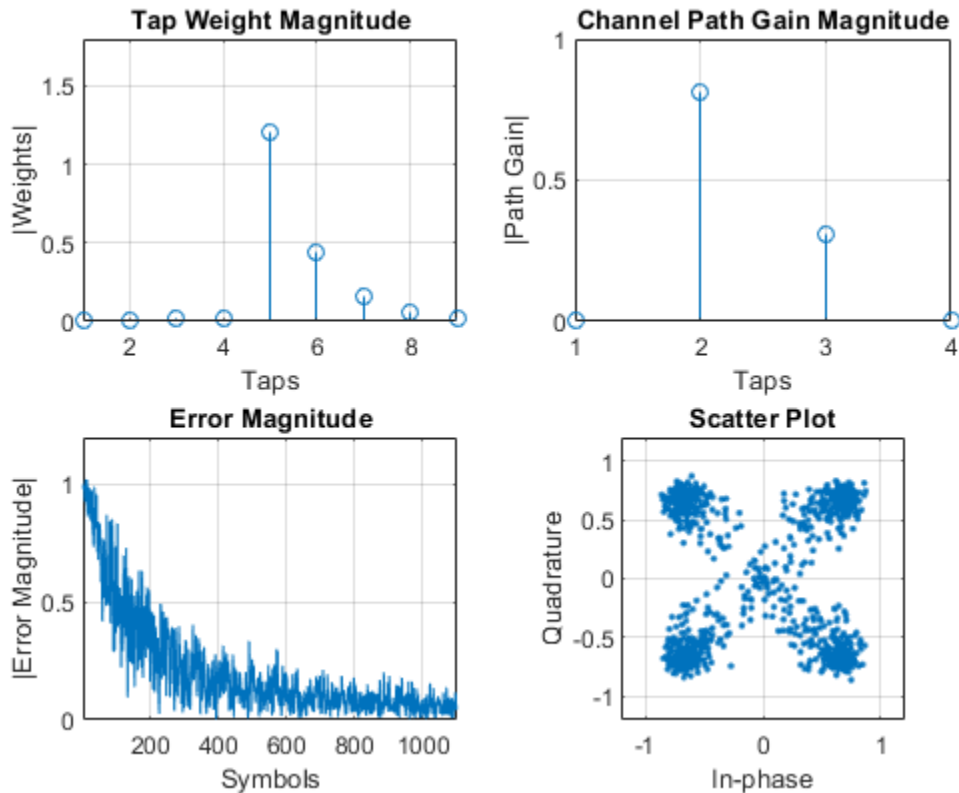 Tap Weight Magnitude
|Weights|
1.5
1
0.5
0
2 4 6 8
Taps
Channel Path Gain Magnitude
|Path Gain|
1
0.5
0
1 2 3 4
Taps
Error Magnitude
|Error Magnitude|
1
0.5
0
200 400 600 800 1000
Symbols
Scatter Plot
Quadrature
1
0.5
0
-0.5
-1
-1 0 1
In-phase